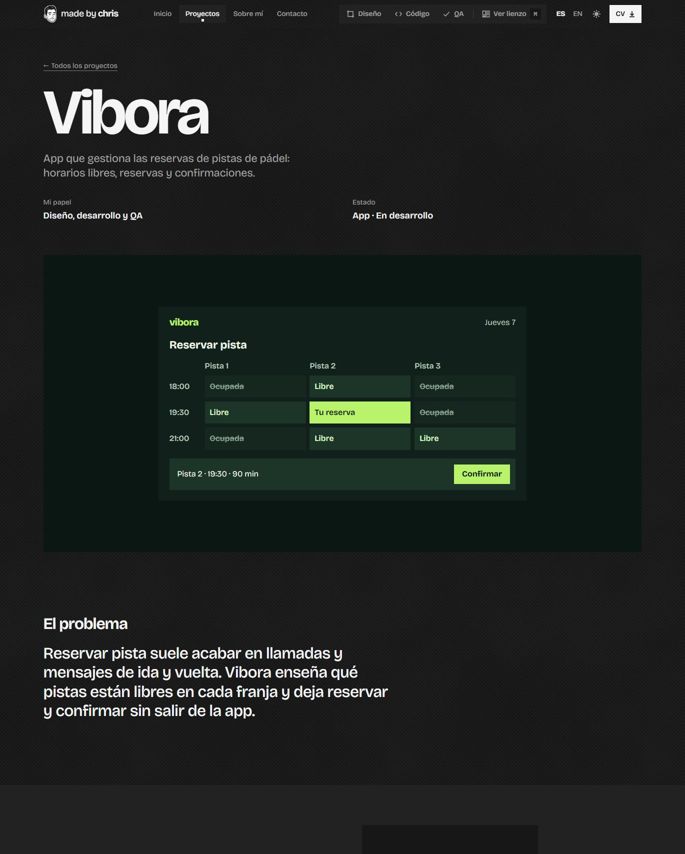 made by chris
Inicio
Proyectos
Sobre mí
Contacto
Diseño
Código
QA
Ver lienzo
M
ES
EN
CV
← Todos los proyectos
Vibora
App que gestiona las reservas de pistas de pádel:
horarios libres, reservas y confirmaciones.
Mi papel
Diseño, desarrollo y QA
Estado
App · En desarrollo
vibora
Jueves 7
Reservar pista
Pista 1
Pista 2
Pista 3
18:00
Ocupada
Libre
Ocupada
19:30
Libre
Tu reserva
Ocupada
21:00
Ocupada
Libre
Libre
Pista 2 · 19:30 · 90 min
Confirmar
El problema
Reservar pista suele acabar en llamadas y
mensajes de ida y vuelta. Vibora enseña qué
pistas están libres en cada franja y deja reservar
y confirmar sin salir de la app.